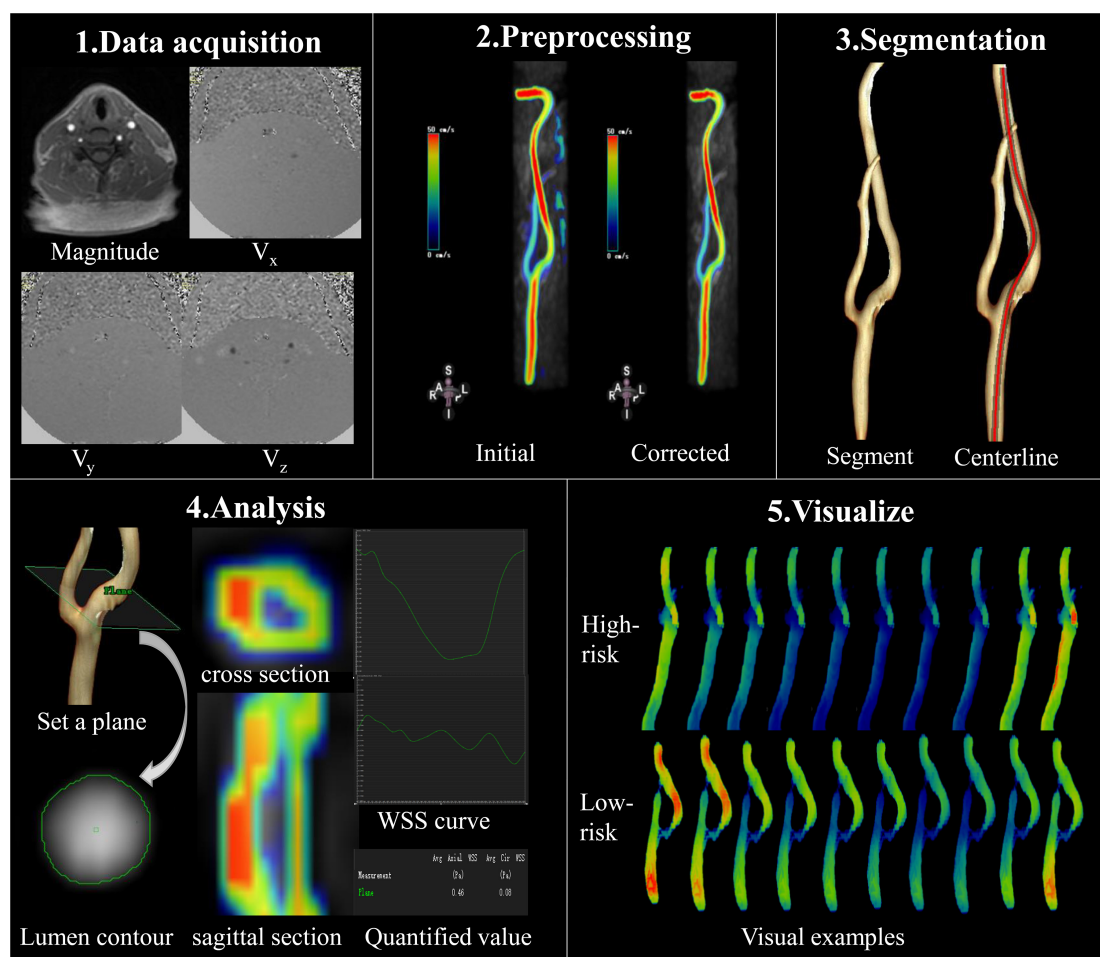 1.Data acquisition
Magnitude
Vx
Vy
Vz
2.Preprocessing
50 cm/s
0 cm/s
50 cm/s
0 cm/s
S
A
L
R
r
I
S
A
L
R
r
I
Initial
Corrected
3.Segmentation
Segment
Centerline
4.Analysis
Plane
Set a plane
Lumen contour
cross section
sagittal section
WSS curve
Avg Axial WSS Avg Cir WSS
Measurement (Pa) (Pa)
Plane 0.46 0.08
Quantified value
5.Visualize
High-
risk
Low-
risk
Visual examples